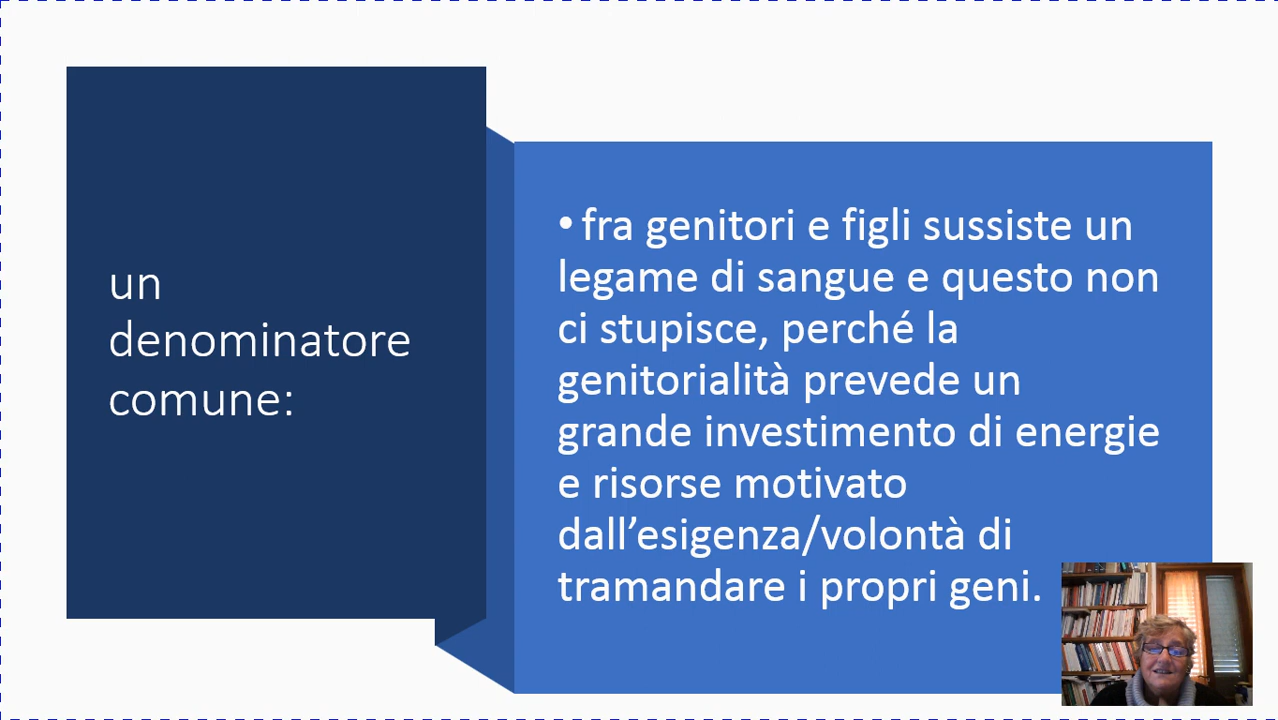 un
denominatore
comune:
• fra genitori e figli sussiste un
legame di sangue e questo non
ci stupisce, perché la
genitorialità prevede un
grande investimento di energie
e risorse motivato
dall’esigenza/volontà di
tramandare i propri geni.